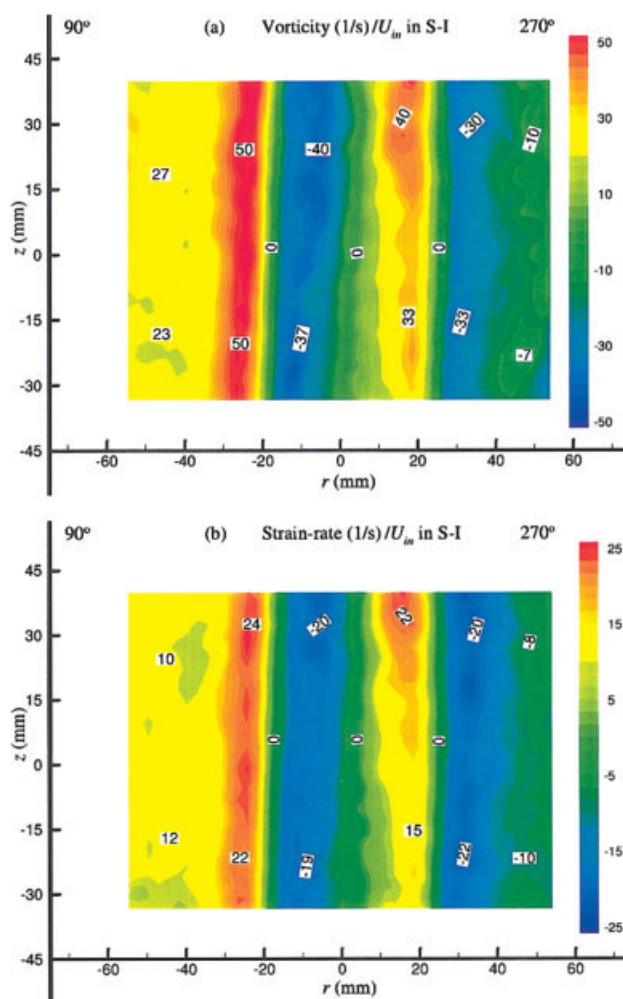 90° (a) Vorticity (1/s) /U_in in S-I 270°
45
30
15
0
-15
-30
-45
z (mm)
50 -40 40 -30 -10
27
0 0 0
23 50 -37 33 -33 -7
50
30
10
-10
-30
-50
-60 -40 -20 0 20 40 60
r (mm)
90° (b) Strain-rate (1/s) /U_in in S-I 270°
45
30
15
0
-15
-30
-45
z (mm)
24 -20 22 -20 -8
10
0 0 0
12 22 -19 15 -22 -10
25
15
5
-5
-15
-25
-60 -40 -20 0 20 40 60
r (mm)